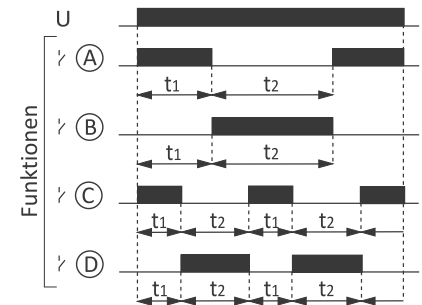 U
Funktionen
A
t1 t2
B
t1 t2
C
t1 t2 t1 t2
D
t1 t2 t1 t2